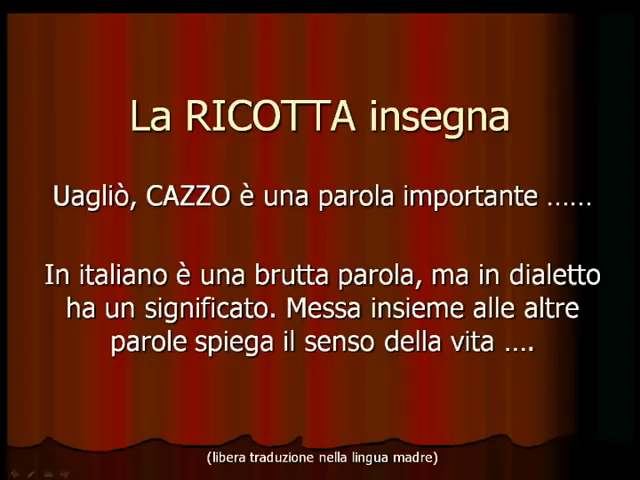 La RICOTTA insegna
Uagliò, CAZZO è una parola importante ……
In italiano è una brutta parola, ma in dialetto
ha un significato. Messa insieme alle altre
parole spiega il senso della vita ….
(libera traduzione nella lingua madre)